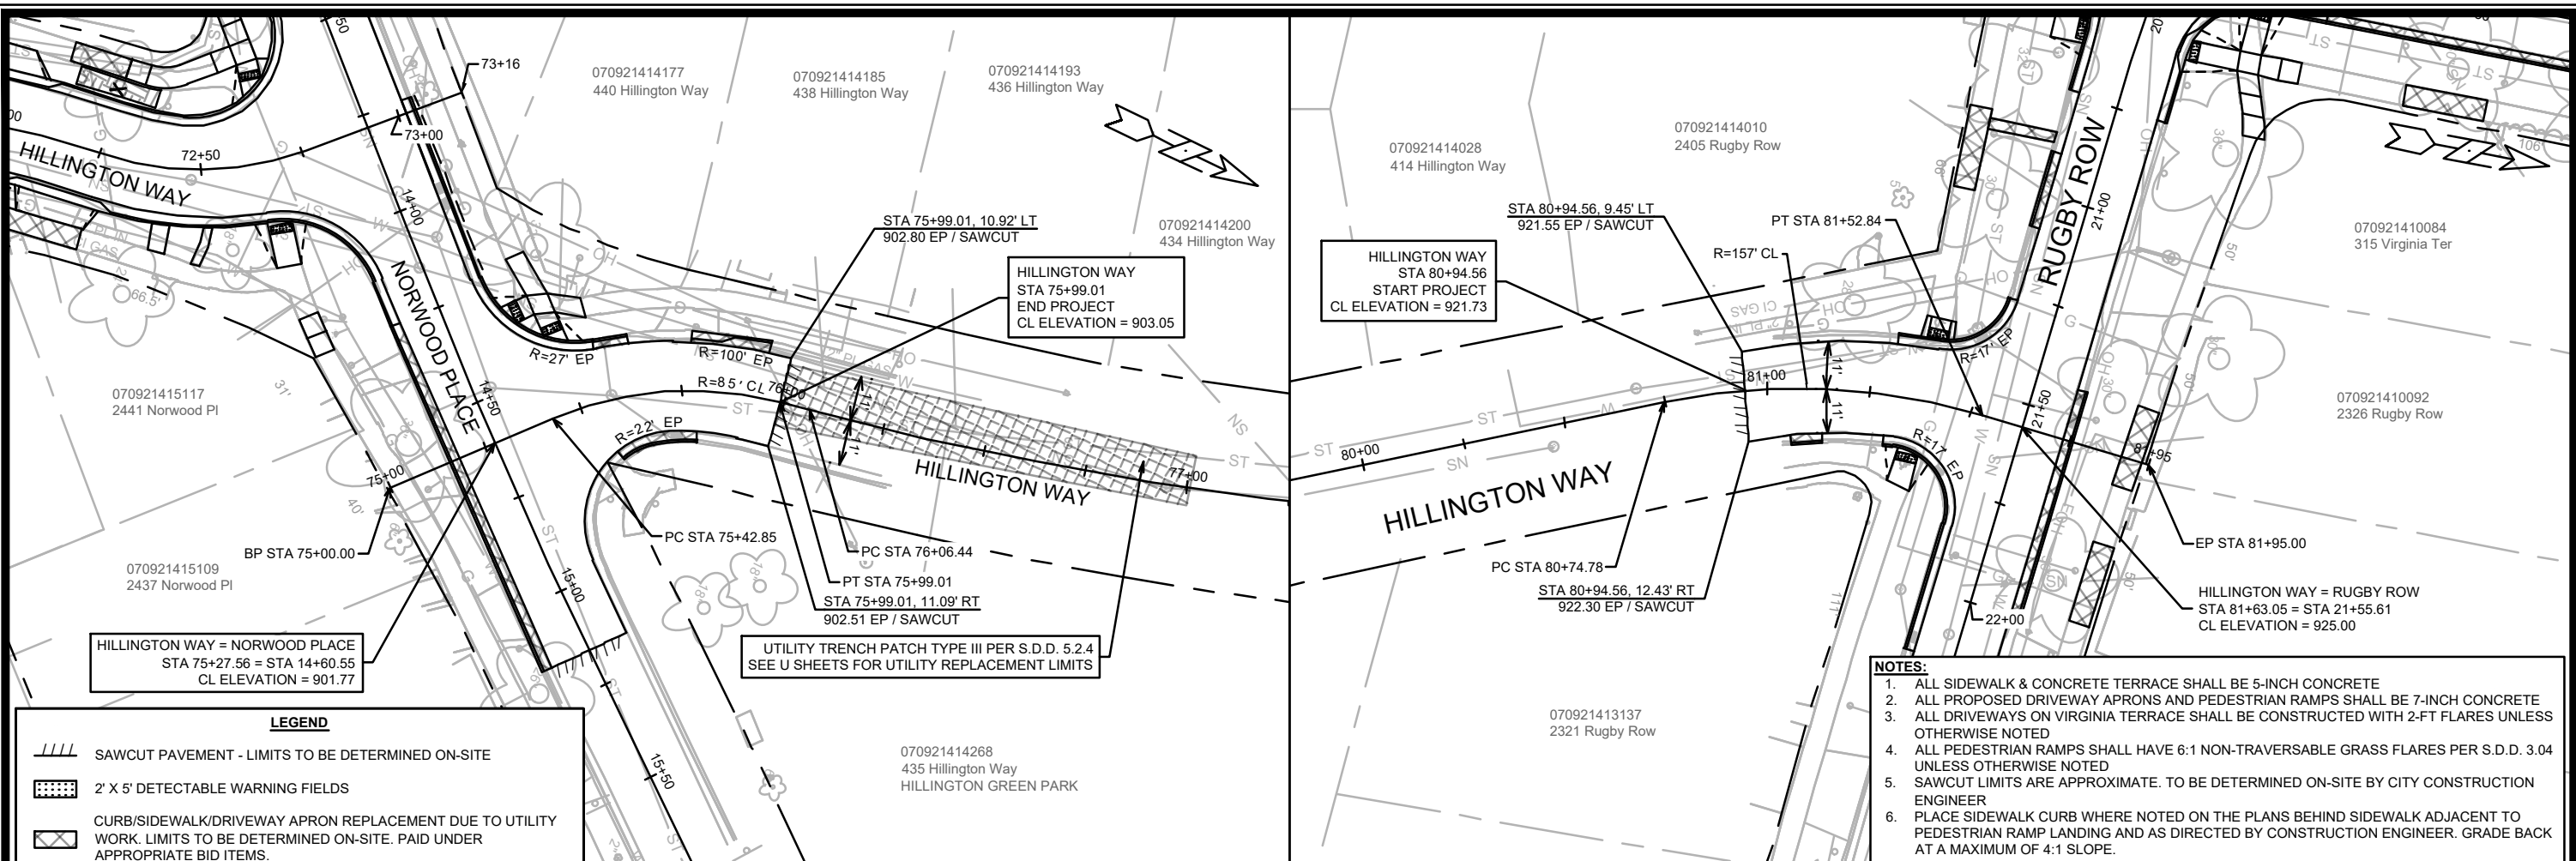 73+16
73+00
72+50
HILLINGTON WAY
14+00
NORWOOD PLACE
14+50
15+00
15+50
070921414177
440 Hillington Way
070921414185
438 Hillington Way
070921414193
436 Hillington Way
070921414200
434 Hillington Way
STA 75+99.01, 10.92' LT
902.80 EP / SAWCUT
HILLINGTON WAY
STA 75+99.01
END PROJECT
CL ELEVATION = 903.05
R=27' EP
R=100' EP
R=85' CL
76+00
R=22' EP
11'
11'
77+00
HILLINGTON WAY
75+00
070921415117
2441 Norwood Pl
BP STA 75+00.00
070921415109
2437 Norwood Pl
PC STA 75+42.85
PC STA 76+06.44
PT STA 75+99.01
STA 75+99.01, 11.09' RT
902.51 EP / SAWCUT
HILLINGTON WAY = NORWOOD PLACE
STA 75+27.56 = STA 14+60.55
CL ELEVATION = 901.77
UTILITY TRENCH PATCH TYPE III PER S.D.D. 5.2.4
SEE U SHEETS FOR UTILITY REPLACEMENT LIMITS
070921414268
435 Hillington Way
HILLINGTON GREEN PARK
LEGEND
SAWCUT PAVEMENT - LIMITS TO BE DETERMINED ON-SITE
2' X 5' DETECTABLE WARNING FIELDS
CURB/SIDEWALK/DRIVEWAY APRON REPLACEMENT DUE TO UTILITY
WORK. LIMITS TO BE DETERMINED ON-SITE. PAID UNDER
APPROPRIATE BID ITEMS.
070921414028
414 Hillington Way
070921414010
2405 Rugby Row
STA 80+94.56, 9.45' LT
921.55 EP / SAWCUT
PT STA 81+52.84
R=157' CL
HILLINGTON WAY
STA 80+94.56
START PROJECT
CL ELEVATION = 921.73
RUGBY ROW
21+00
21+50
070921410084
315 Virginia Ter
070921410092
2326 Rugby Row
81+00
11'
11'
R=17' EP
R=17' EP
80+00
81+95
HILLINGTON WAY
PC STA 80+74.78
STA 80+94.56, 12.43' RT
922.30 EP / SAWCUT
EP STA 81+95.00
HILLINGTON WAY = RUGBY ROW
STA 81+63.05 = STA 21+55.61
CL ELEVATION = 925.00
22+00
070921413137
2321 Rugby Row
NOTES:
1. ALL SIDEWALK & CONCRETE TERRACE SHALL BE 5-INCH CONCRETE
2. ALL PROPOSED DRIVEWAY APRONS AND PEDESTRIAN RAMPS SHALL BE 7-INCH CONCRETE
3. ALL DRIVEWAYS ON VIRGINIA TERRACE SHALL BE CONSTRUCTED WITH 2-FT FLARES UNLESS
OTHERWISE NOTED
4. ALL PEDESTRIAN RAMPS SHALL HAVE 6:1 NON-TRAVERSABLE GRASS FLARES PER S.D.D. 3.04
UNLESS OTHERWISE NOTED
5. SAWCUT LIMITS ARE APPROXIMATE. TO BE DETERMINED ON-SITE BY CITY CONSTRUCTION
ENGINEER
6. PLACE SIDEWALK CURB WHERE NOTED ON THE PLANS BEHIND SIDEWALK ADJACENT TO
PEDESTRIAN RAMP LANDING AND AS DIRECTED BY CONSTRUCTION ENGINEER. GRADE BACK
AT A MAXIMUM OF 4:1 SLOPE.